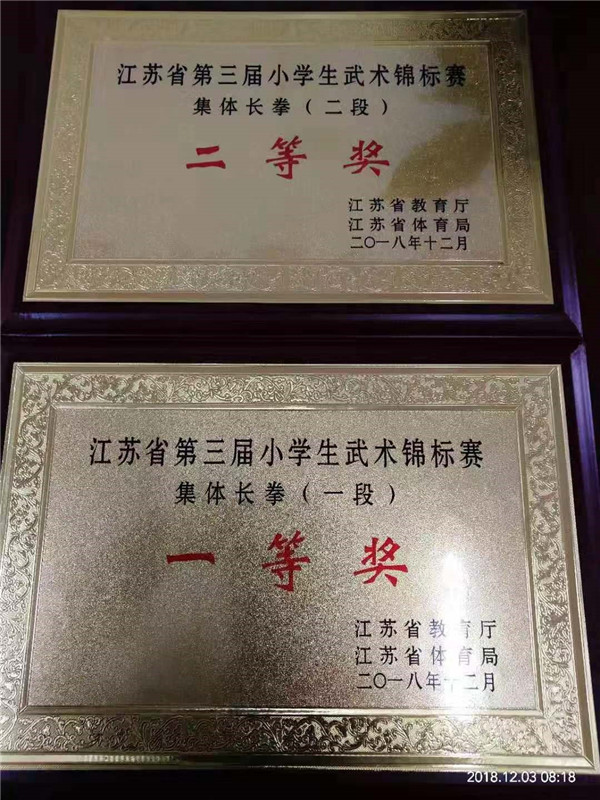 江苏省第三届小学生武术锦标赛
集体长拳（二段）
二等奖
江苏省教育厅
江苏省体育局
二〇一八年十二月
江苏省第三届小学生武术锦标赛
集体长拳（一段）
一等奖
江苏省教育厅
江苏省体育局
二〇一八年十二月
2018.12.03 08:18